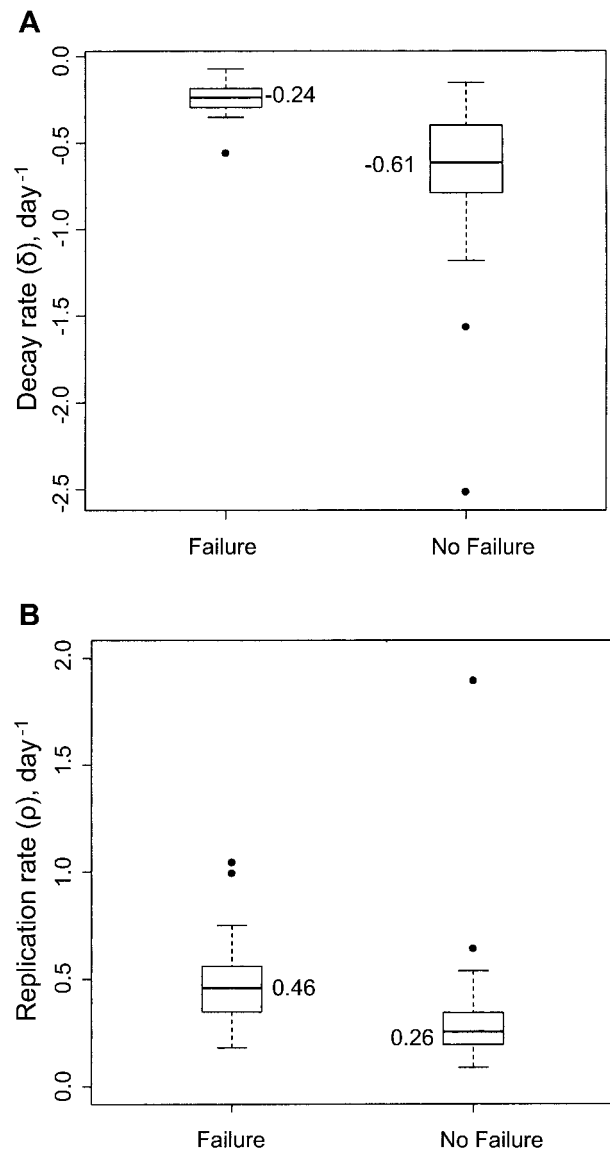 A
Decay rate (δ), day⁻¹
0.0
-0.5
-1.0
-1.5
-2.0
-2.5
-0.24
-0.61
Failure
No Failure
B
Replication rate (ρ), day⁻¹
2.0
1.5
1.0
0.5
0.0
0.46
0.26
Failure
No Failure